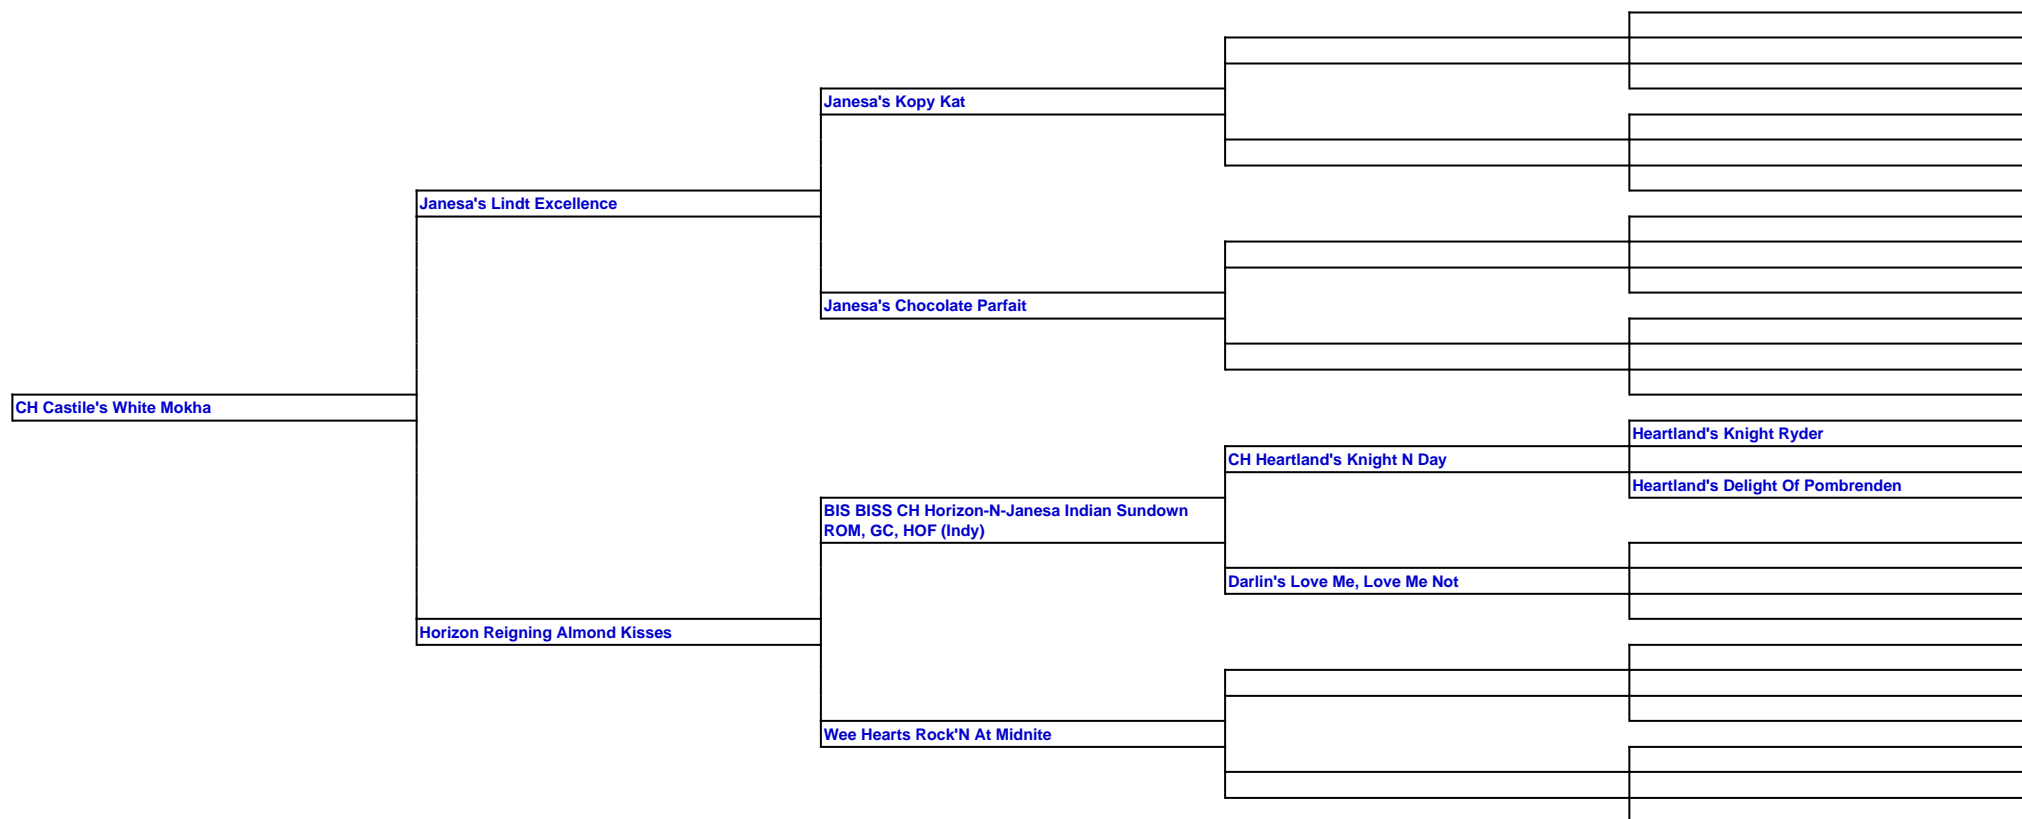 Janesa's Kopy Kat
Janesa's Lindt Excellence
Janesa's Chocolate Parfait
CH Castile's White Mokha
Heartland's Knight Ryder
CH Heartland's Knight N Day
Heartland's Delight Of Pombrenden
BIS BISS CH Horizon-N-Janesa Indian Sundown
ROM, GC, HOF (Indy)
Darlin's Love Me, Love Me Not
Horizon Reigning Almond Kisses
Wee Hearts Rock'N At Midnite